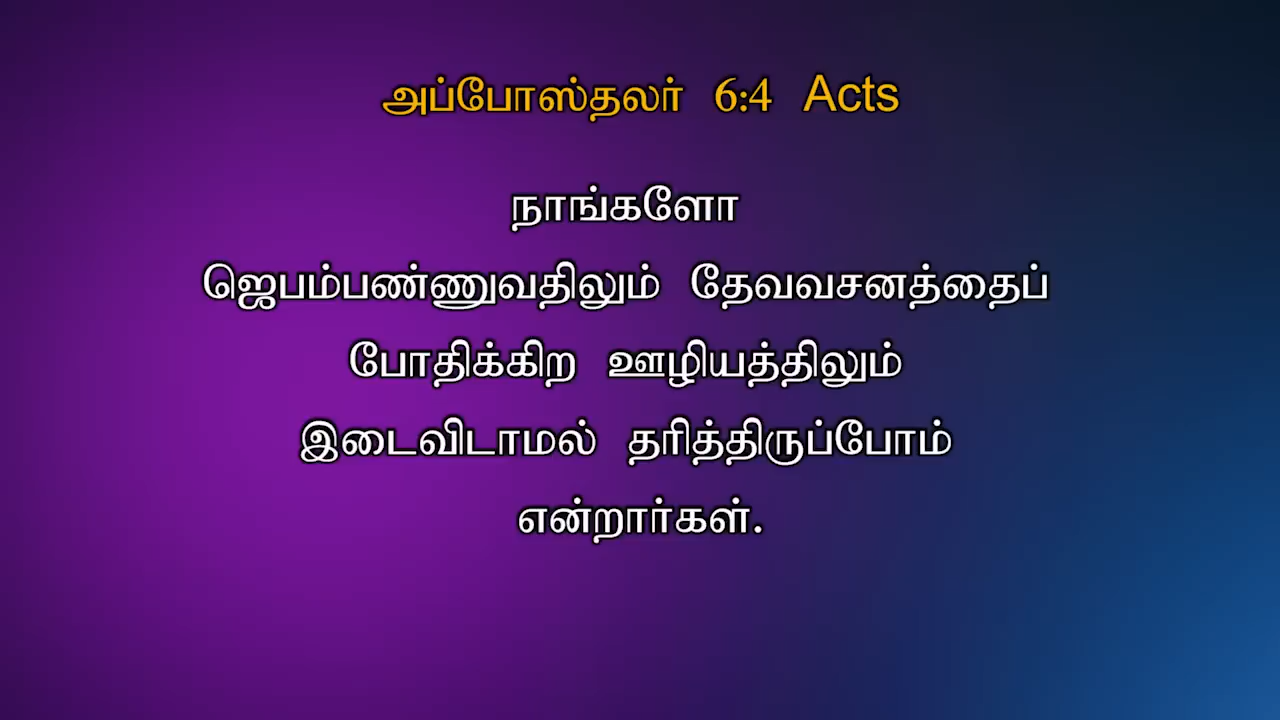 அப்போஸ்தலர் 6:4 Acts
நாங்களோ
ஜெபம்பண்ணுவதிலும் தேவவசனத்தைப்
போதிக்கிற ஊழியத்திலும்
இடைவிடாமல் தரித்திருப்போம்
என்றார்கள்.